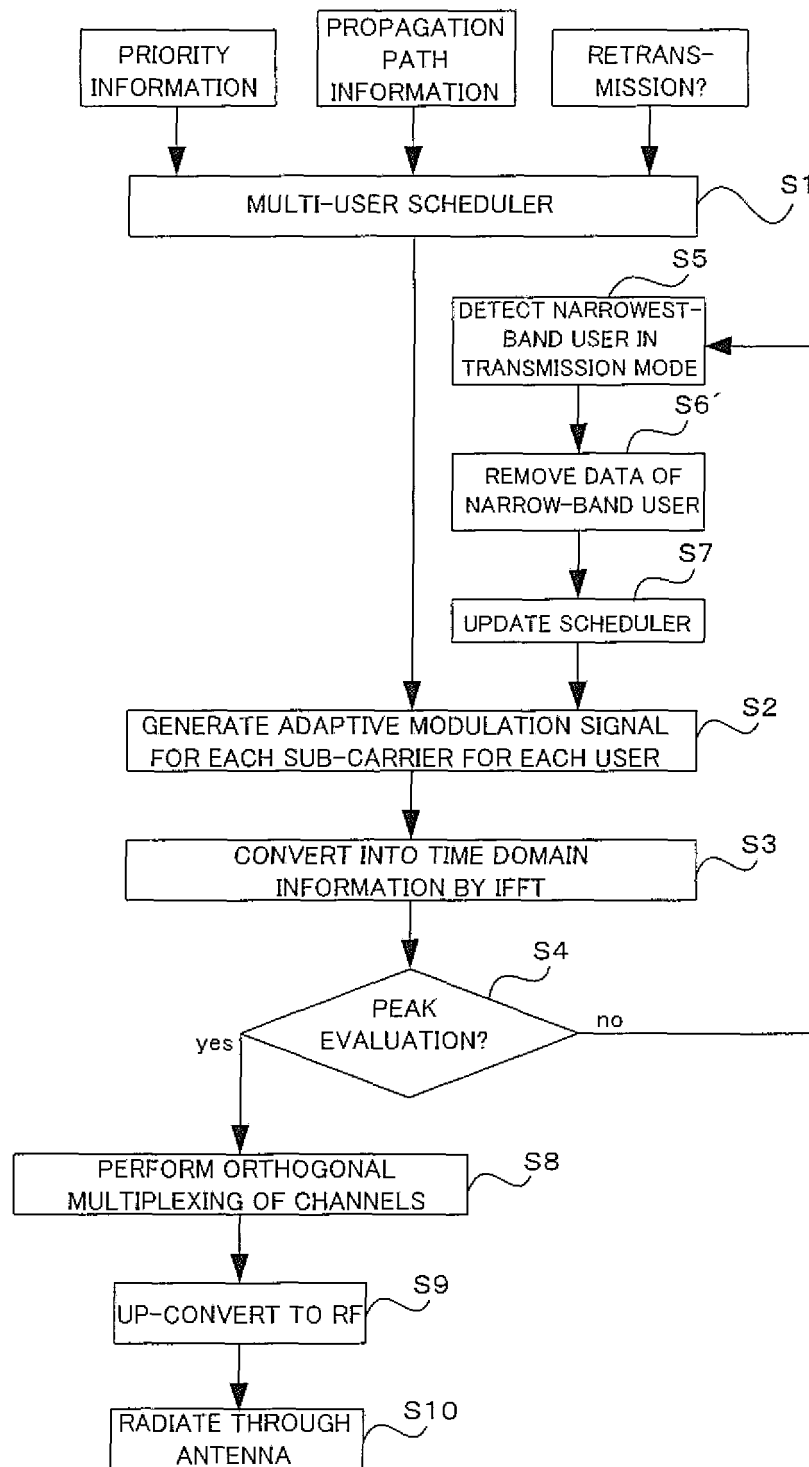 PRIORITY
INFORMATION
PROPAGATION
PATH
INFORMATION
RETRANS-
MISSION?
MULTI-USER SCHEDULER
S1
S5
DETECT NARROWEST-
BAND USER IN
TRANSMISSION MODE
S6´
REMOVE DATA OF
NARROW-BAND USER
S7
UPDATE SCHEDULER
S2
GENERATE ADAPTIVE MODULATION SIGNAL
FOR EACH SUB-CARRIER FOR EACH USER
S3
CONVERT INTO TIME DOMAIN
INFORMATION BY IFFT
S4
PEAK
EVALUATION?
yes
no
PERFORM ORTHOGONAL
MULTIPLEXING OF CHANNELS
S8
UP-CONVERT TO RF
S9
RADIATE THROUGH
ANTENNA
S10